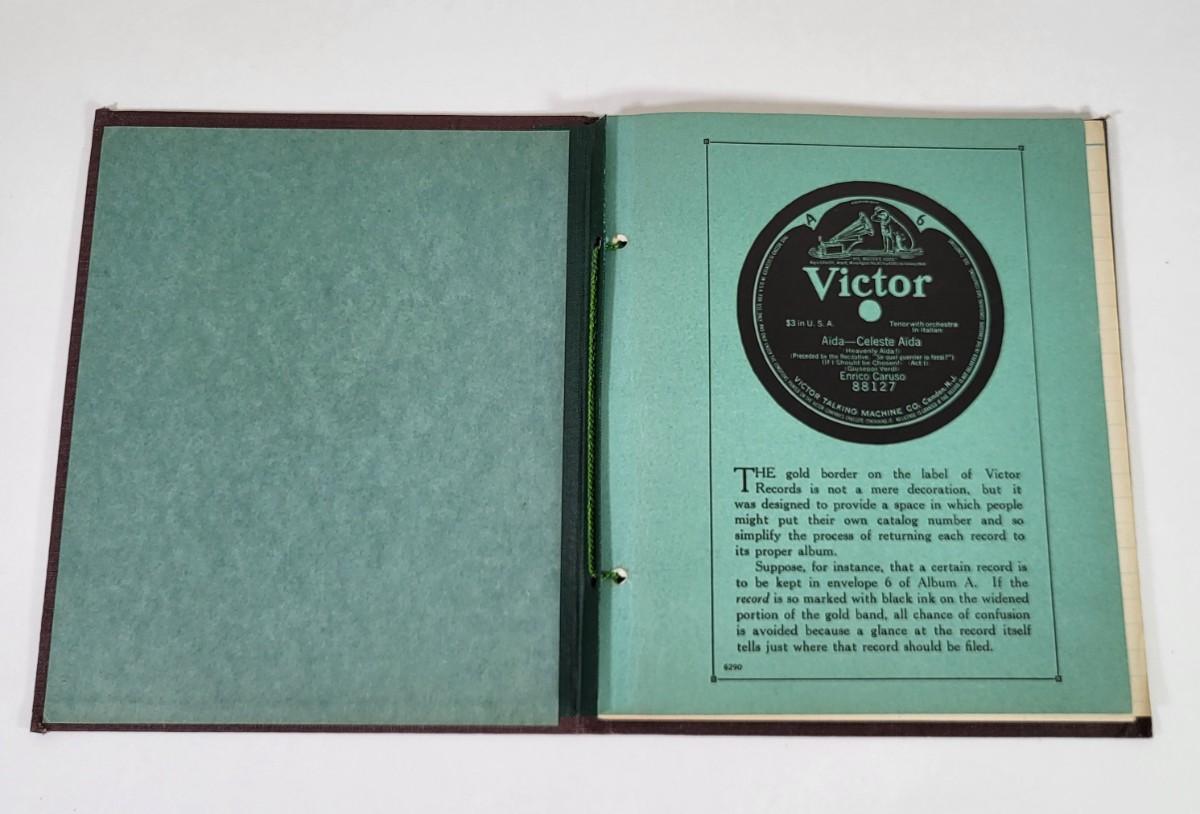 A 6
"HIS MASTER'S VOICE"
Victor
$3 in U. S. A.
Tenor with orchestra
in Italian
Aida—Celeste Aïda
(Heavenly Aïda!)
(Preceded by the Recitative, "Se quel guerrier io fossi!")
(If I Should be Chosen!) (Act I)
(Giuseppi Verdi)
Enrico Caruso
88127
VICTOR TALKING MACHINE CO. Camden, N.J.
THE gold border on the label of Victor
Records is not a mere decoration, but it
was designed to provide a space in which people
might put their own catalog number and so
simplify the process of returning each record to
its proper album.
Suppose, for instance, that a certain record is
to be kept in envelope 6 of Album A. If the
record is so marked with black ink on the widened
portion of the gold band, all chance of confusion
is avoided because a glance at the record itself
tells just where that record should be filed.
6290